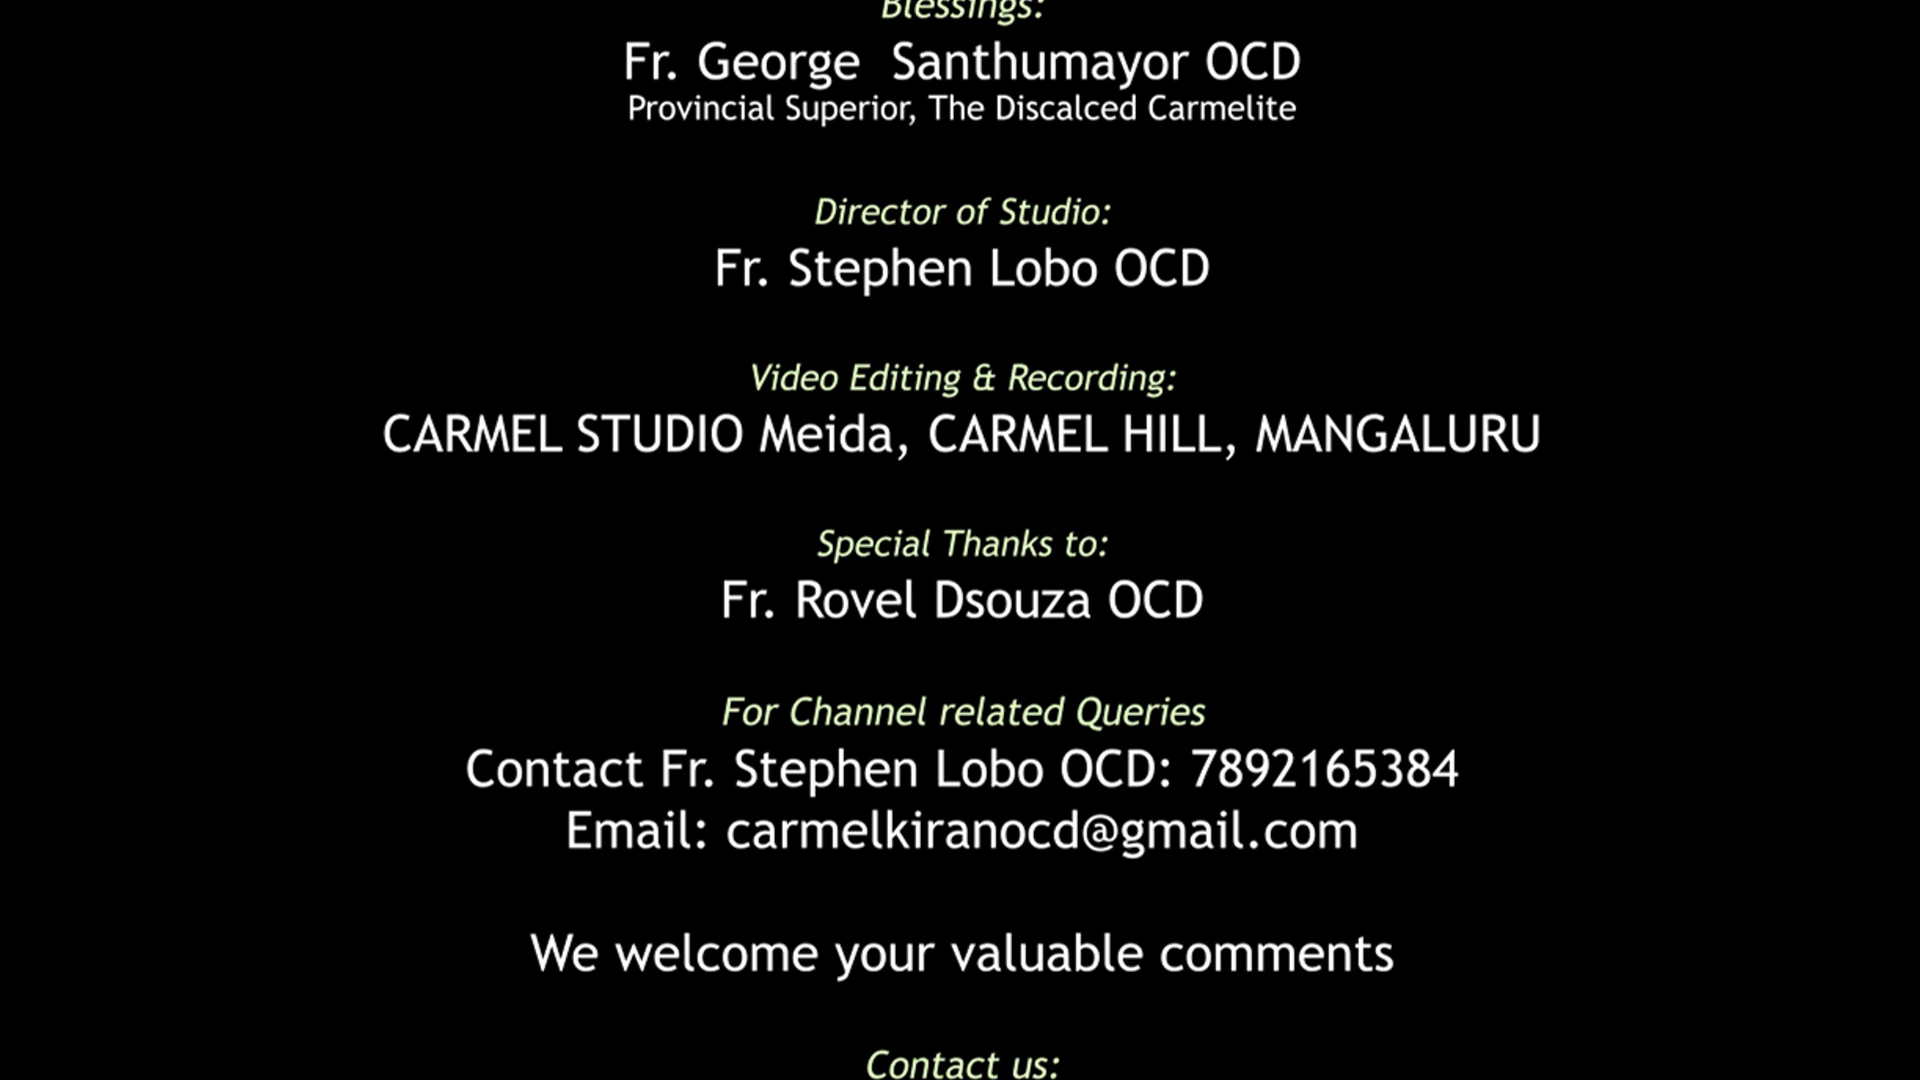 Blessings:
Fr. George  Santhumayor OCD
Provincial Superior, The Discalced Carmelite
Director of Studio:
Fr. Stephen Lobo OCD
Video Editing & Recording:
CARMEL STUDIO Meida, CARMEL HILL, MANGALURU
Special Thanks to:
Fr. Rovel Dsouza OCD
For Channel related Queries
Contact Fr. Stephen Lobo OCD: 7892165384
Email: carmelkiranocd@gmail.com
We welcome your valuable comments
Contact us: